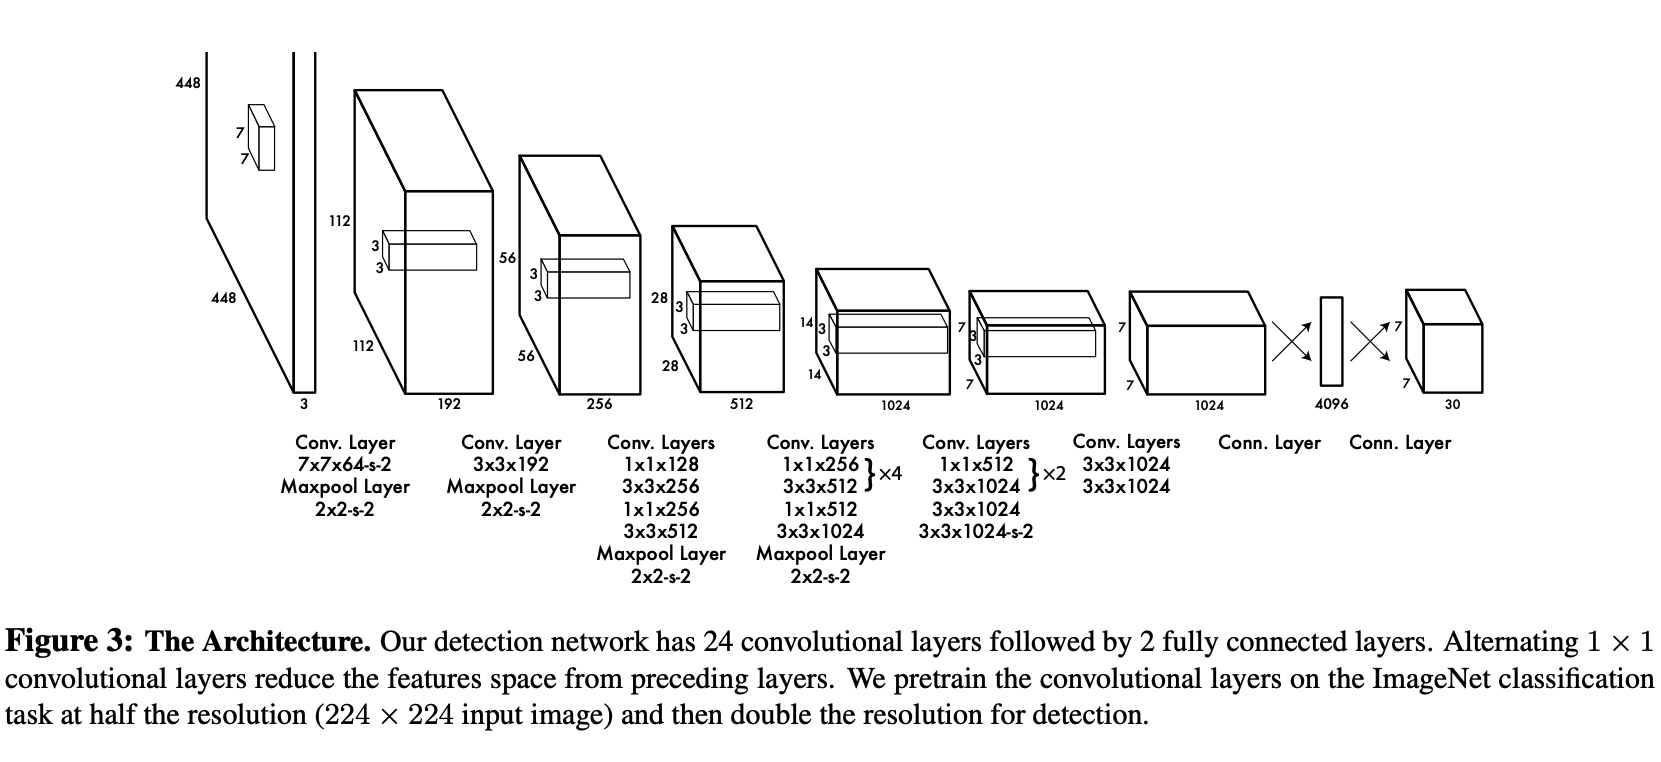 448
7
7
448
3
112
3
3
112
192
56
3
3
56
256
28
3
3
28
512
14
3
3
14
1024
7
3
3
7
1024
7
7
1024
4096
7
7
30
Conv. Layer
7x7x64-s-2
Maxpool Layer
2x2-s-2
Conv. Layer
3x3x192
Maxpool Layer
2x2-s-2
Conv. Layers
1x1x128
3x3x256
1x1x256
3x3x512
Maxpool Layer
2x2-s-2
Conv. Layers
1x1x256
3x3x512
}×4
1x1x512
3x3x1024
Maxpool Layer
2x2-s-2
Conv. Layers
1x1x512
3x3x1024
}×2
3x3x1024
3x3x1024-s-2
Conv. Layers
3x3x1024
3x3x1024
Conn. Layer
Conn. Layer
Figure 3: The Architecture. Our detection network has 24 convolutional layers followed by 2 fully connected layers. Alternating 1 × 1
convolutional layers reduce the features space from preceding layers. We pretrain the convolutional layers on the ImageNet classification
task at half the resolution (224 × 224 input image) and then double the resolution for detection.